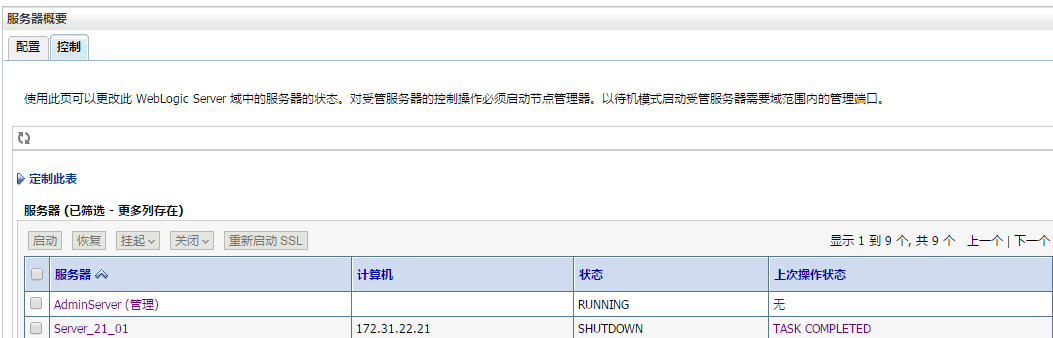 服务器概要
配置 控制
使用此页可以更改此 WebLogic Server 域中的服务器的状态。对受管服务器的控制操作必须启动节点管理器。以待机模式启动受管服务器需要域范围内的管理端口。
定制此表
服务器 (已筛选 - 更多列存在)
启动 恢复 挂起 关闭 重新启动 SSL 显示 1 到 9 个, 共 9 个 上一个 | 下一个
服务器 计算机 状态 上次操作状态
AdminServer (管理) RUNNING 无
Server_21_01 172.31.22.21 SHUTDOWN TASK COMPLETED